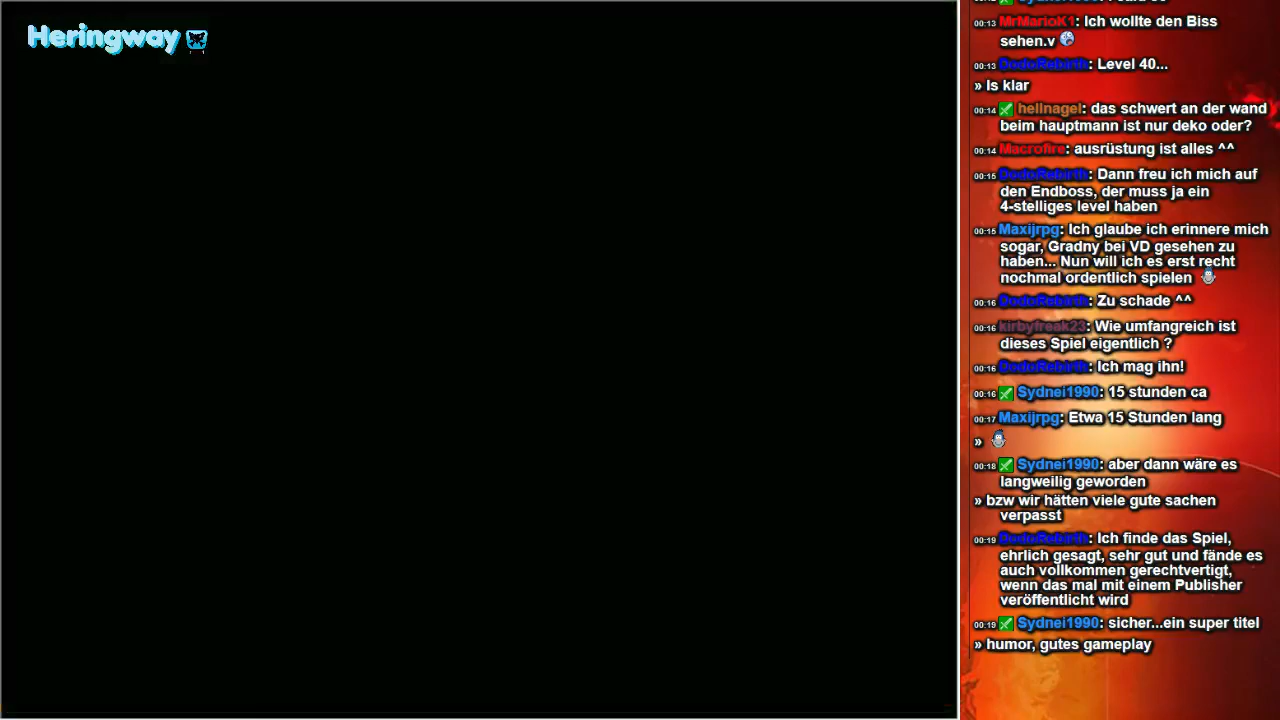 Heringway
00:13 MrMarioK1: Ich wollte den Biss
sehen.v
00:13 DodoRebirth: Level 40...
» Is klar
00:14 hellnagel: das schwert an der wand
beim hauptmann ist nur deko oder?
00:14 Macrofire: ausrüstung ist alles ^^
00:15 DodoRebirth: Dann freu ich mich auf
den Endboss, der muss ja ein
4-stelliges level haben
00:15 Maxijrpg: Ich glaube ich erinnere mich
sogar, Gradny bei VD gesehen zu
haben... Nun will ich es erst recht
nochmal ordentlich spielen
00:16 DodoRebirth: Zu schade ^^
00:16 kirbyfreak23: Wie umfangreich ist
dieses Spiel eigentlich ?
00:16 DodoRebirth: Ich mag ihn!
00:16 Sydnei1990: 15 stunden ca
00:17 Maxijrpg: Etwa 15 Stunden lang
»
00:18 Sydnei1990: aber dann wäre es
langweilig geworden
» bzw wir hätten viele gute sachen
verpasst
00:19 DodoRebirth: Ich finde das Spiel,
ehrlich gesagt, sehr gut und fände es
auch vollkommen gerechtvertigt,
wenn das mal mit einem Publisher
veröffentlicht wird
00:19 Sydnei1990: sicher...ein super titel
» humor, gutes gameplay